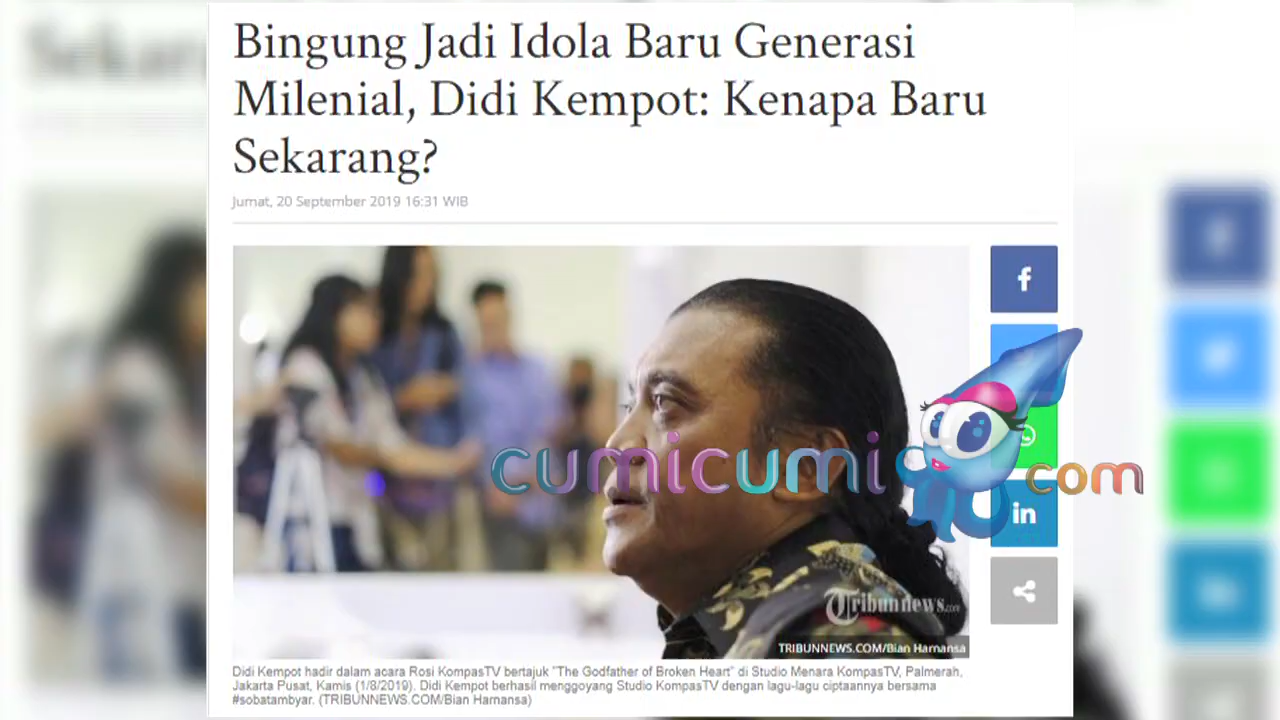 Bingung Jadi Idola Baru Generasi
Milenial, Didi Kempot: Kenapa Baru
Sekarang?
Jumat, 20 September 2019 16:31 WIB
f
cumicumi.com
in
Tribunnews.com
TRIBUNNEWS.COM/Bian Harnansa
Didi Kempot hadir dalam acara Rosi KompasTV bertajuk "The Godfather of Broken Heart" di Studio Menara KompasTV, Palmerah,
Jakarta Pusat, Kamis (1/8/2019). Didi Kempot berhasil menggoyang Studio KompasTV dengan lagu-lagu ciptaannya bersama
#sobatambyar. (TRIBUNNEWS.COM/Bian Harnansa)